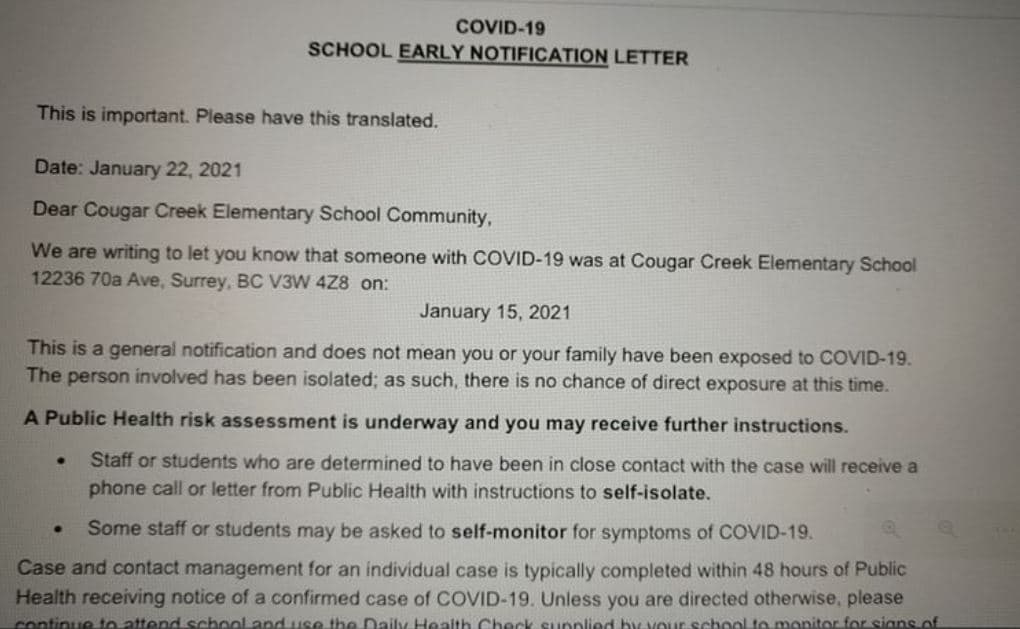 COVID-19
SCHOOL EARLY NOTIFICATION LETTER
This is important. Please have this translated.
Date: January 22, 2021
Dear Cougar Creek Elementary School Community,
We are writing to let you know that someone with COVID-19 was at Cougar Creek Elementary School
12236 70a Ave, Surrey, BC V3W 4Z8 on:
January 15, 2021
This is a general notification and does not mean you or your family have been exposed to COVID-19.
The person involved has been isolated; as such, there is no chance of direct exposure at this time.
A Public Health risk assessment is underway and you may receive further instructions.
• Staff or students who are determined to have been in close contact with the case will receive a
phone call or letter from Public Health with instructions to self-isolate.
• Some staff or students may be asked to self-monitor for symptoms of COVID-19.
Case and contact management for an individual case is typically completed within 48 hours of Public
Health receiving notice of a confirmed case of COVID-19. Unless you are directed otherwise, please
continue to attend school and use the Daily Health Check supplied by your school to monitor for signs of